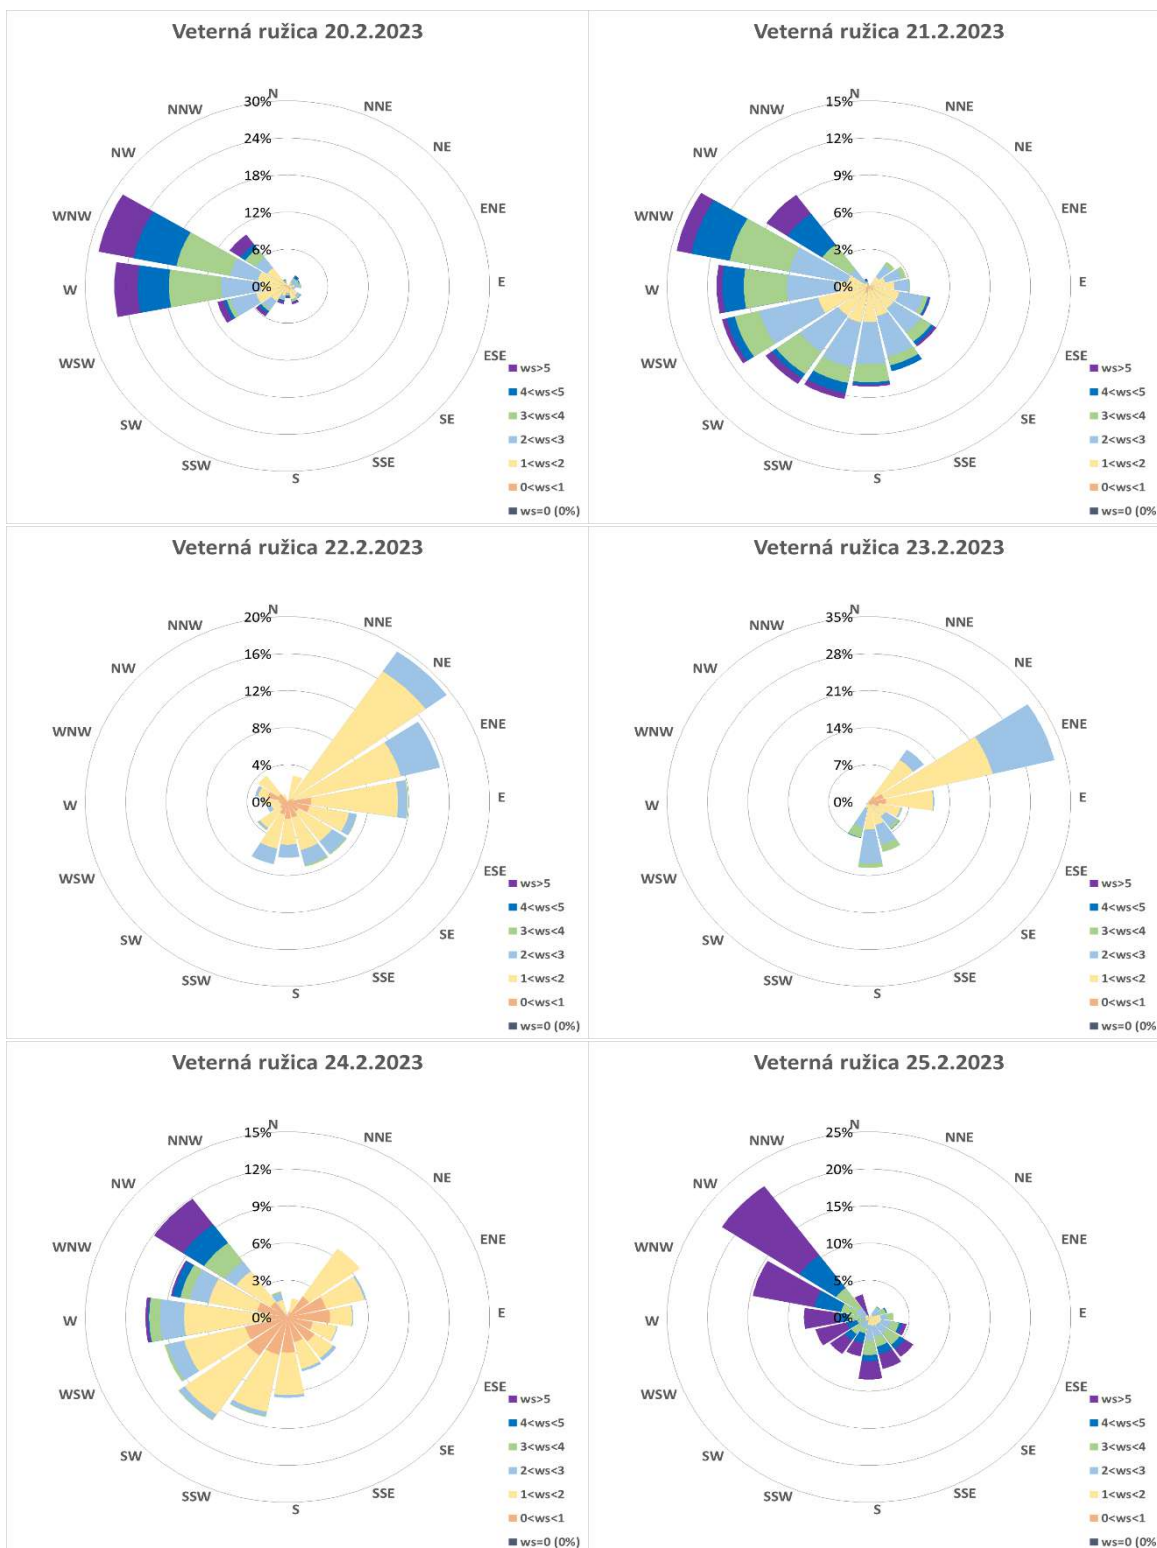 Veterná ružica 20.2.2023
N
NNE
NE
ENE
E
ESE
SE
SSE
S
SSW
SW
WSW
W
WNW
NW
NNW
30%
24%
18%
12%
6%
0%
ws>5
4<ws<5
3<ws<4
2<ws<3
1<ws<2
0<ws<1
ws=0 (0%)
Veterná ružica 21.2.2023
N
NNE
NE
ENE
E
ESE
SE
SSE
S
SSW
SW
WSW
W
WNW
NW
NNW
15%
12%
9%
6%
3%
0%
ws>5
4<ws<5
3<ws<4
2<ws<3
1<ws<2
0<ws<1
ws=0 (0%
Veterná ružica 22.2.2023
N
NNE
NE
ENE
E
ESE
SE
SSE
S
SSW
SW
WSW
W
WNW
NW
NNW
20%
16%
12%
8%
4%
0%
ws>5
4<ws<5
3<ws<4
2<ws<3
1<ws<2
0<ws<1
ws=0 (0%)
Veterná ružica 23.2.2023
N
NNE
NE
ENE
E
ESE
SE
SSE
S
SSW
SW
WSW
W
WNW
NW
NNW
35%
28%
21%
14%
7%
0%
ws>5
4<ws<5
3<ws<4
2<ws<3
1<ws<2
0<ws<1
ws=0 (0%
Veterná ružica 24.2.2023
N
NNE
NE
ENE
E
ESE
SE
SSE
S
SSW
SW
WSW
W
WNW
NW
NNW
15%
12%
9%
6%
3%
0%
ws>5
4<ws<5
3<ws<4
2<ws<3
1<ws<2
0<ws<1
ws=0 (0%)
Veterná ružica 25.2.2023
N
NNE
NE
ENE
E
ESE
SE
SSE
S
SSW
SW
WSW
W
WNW
NW
NNW
25%
20%
15%
10%
5%
0%
ws>5
4<ws<5
3<ws<4
2<ws<3
1<ws<2
0<ws<1
ws=0 (0%